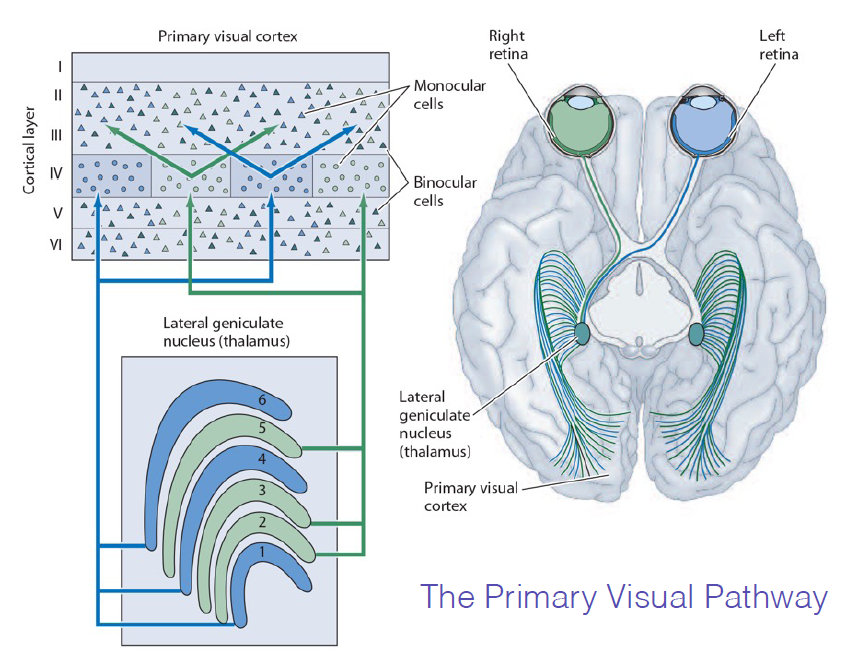 Primary visual cortex
Cortical layer
I
II
III
IV
V
VI
Monocular
cells
Binocular
cells
Lateral geniculate
nucleus (thalamus)
6
5
4
3
2
1
Right
retina
Left
retina
Lateral
geniculate
nucleus
(thalamus)
Primary visual
cortex
The Primary Visual Pathway